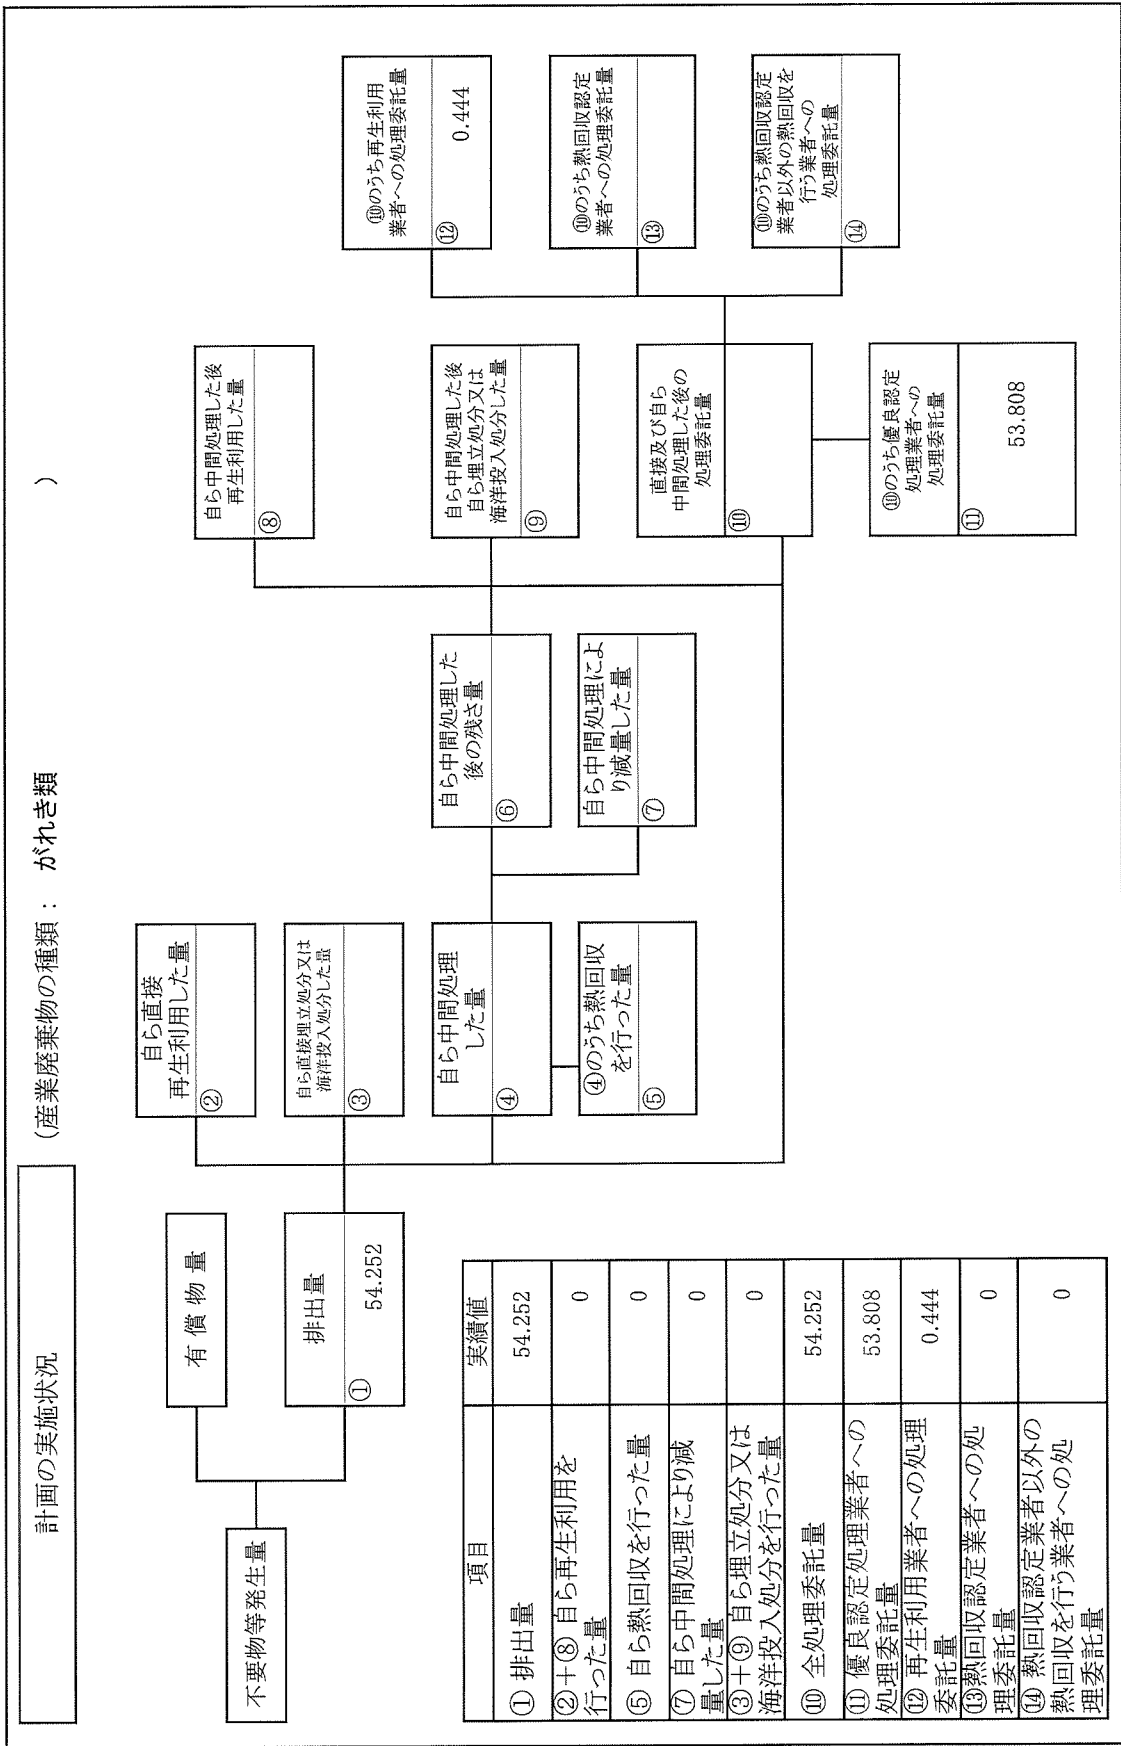 計画の実施状況
(産業廃棄物の種類： がれき類 )
不要物等発生量
有償物量
排出量
①
54.252
自ら直接
再生利用した量
②
自ら直接埋立処分又は
海洋投入処分した量
③
自ら中間処理
した量
④
④のうち熱回収
を行った量
⑤
自ら中間処理した
後の残さ量
⑥
自ら中間処理によ
り減量した量
⑦
自ら中間処理した後
再生利用した量
⑧
自ら中間処理した後
自ら埋立処分又は
海洋投入処分した量
⑨
直接及び自ら
中間処理した後の
処理委託量
⑩
⑩のうち優良認定
処理業者への
処理委託量
⑪
53.808
⑩のうち再生利用
業者への処理委託量
⑫
0.444
⑩のうち熱回収認定
業者への処理委託量
⑬
⑩のうち熱回収認定
業者以外の熱回収を
行う業者への
処理委託量
⑭
項目 実績値
①排出量 54.252
②＋⑧ 自ら再生利用を
行った量 0
⑤ 自ら熱回収を行った量 0
⑦ 自ら中間処理により減
量した量 0
③＋⑨ 自ら埋立処分又は
海洋投入処分を行った量 0
⑩ 全処理委託量 54.252
⑪ 優良認定処理業者への
処理委託量 53.808
⑫ 再生利用業者への処理
委託量 0.444
⑬熱回収認定業者への処
理委託量 0
⑭ 熱回収認定業者以外の
熱回収を行う業者への処
理委託量 0